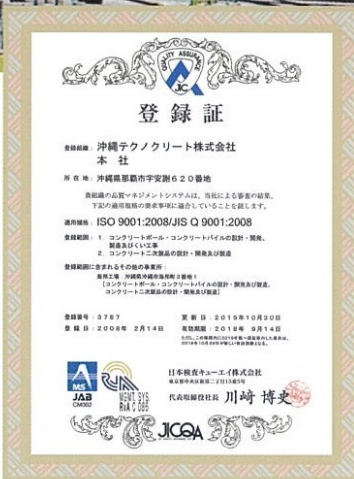 QUALITY ASSURANCE
JIC
登録証
登録組織：沖縄テクノクリート株式会社
本社
所在地：沖縄県那覇市字安謝620番地
貴組織の品質マネジメントシステムは、当社による審査の結果、
下記の適用規格の要求事項に適合していることを証します。
適用規格：ISO 9001:2008/JIS Q 9001:2008
登録範囲：1. コンクリートポール・コンクリートパイルの設計・開発、
製造及びくい工事
2. コンクリート二次製品の設計・開発及び製造
登録範囲に含まれるその他の事業所：
海邦工場：沖縄県沖縄市海邦町3番地1
［コンクリートポール・コンクリートパイルの設計・開発及び製造、
コンクリート二次製品の設計・開発及び製造］
登録番号：3767
更新日：2015年10月30日
登録日：2008年 2月14日
有効期限：2018年 9月14日
MS
JAB
CM002
MGMT. SYS.
RvA C 086
日本検査キューエイ株式会社
代表取締役社長 川崎 博史
JICQA